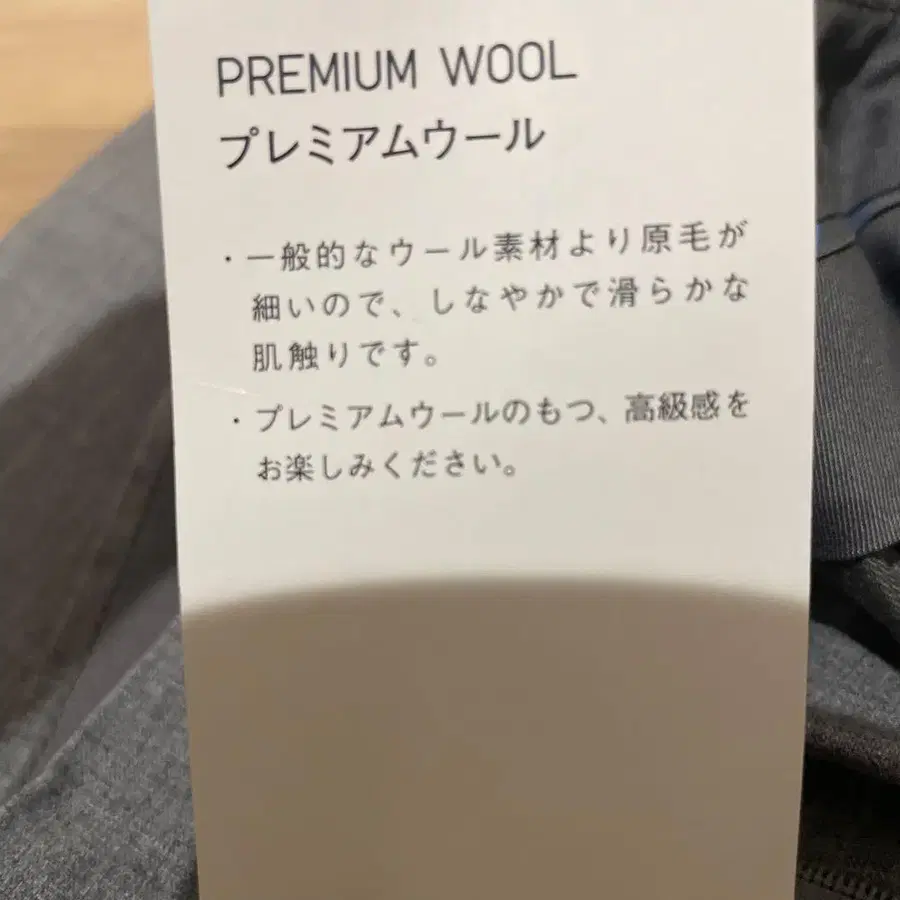 PREMIUM WOOL
プレミアムウール
・一般的なウール素材より原毛が
細いので、しなやかで滑らかな
肌触りです。
・プレミアムウールのもつ、高級感を
お楽しみください。